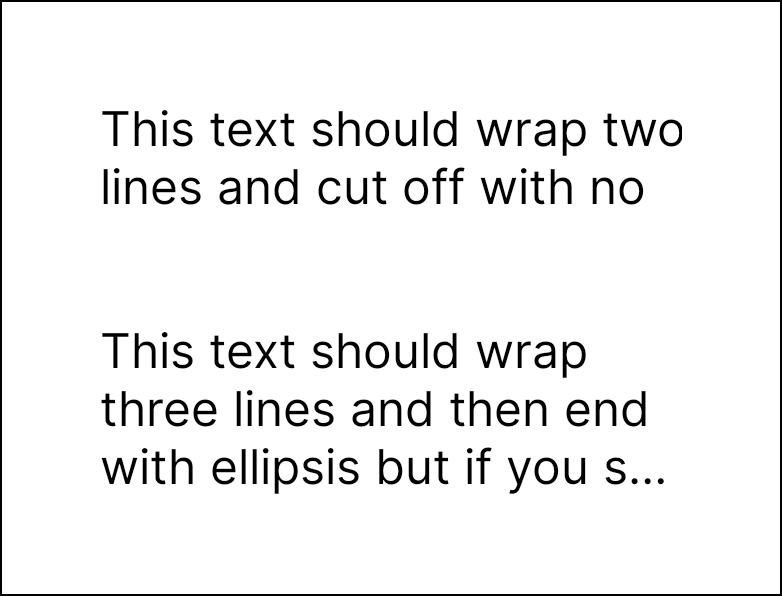 This text should wrap two
lines and cut off with no
This text should wrap
three lines and then end
with ellipsis but if you s...